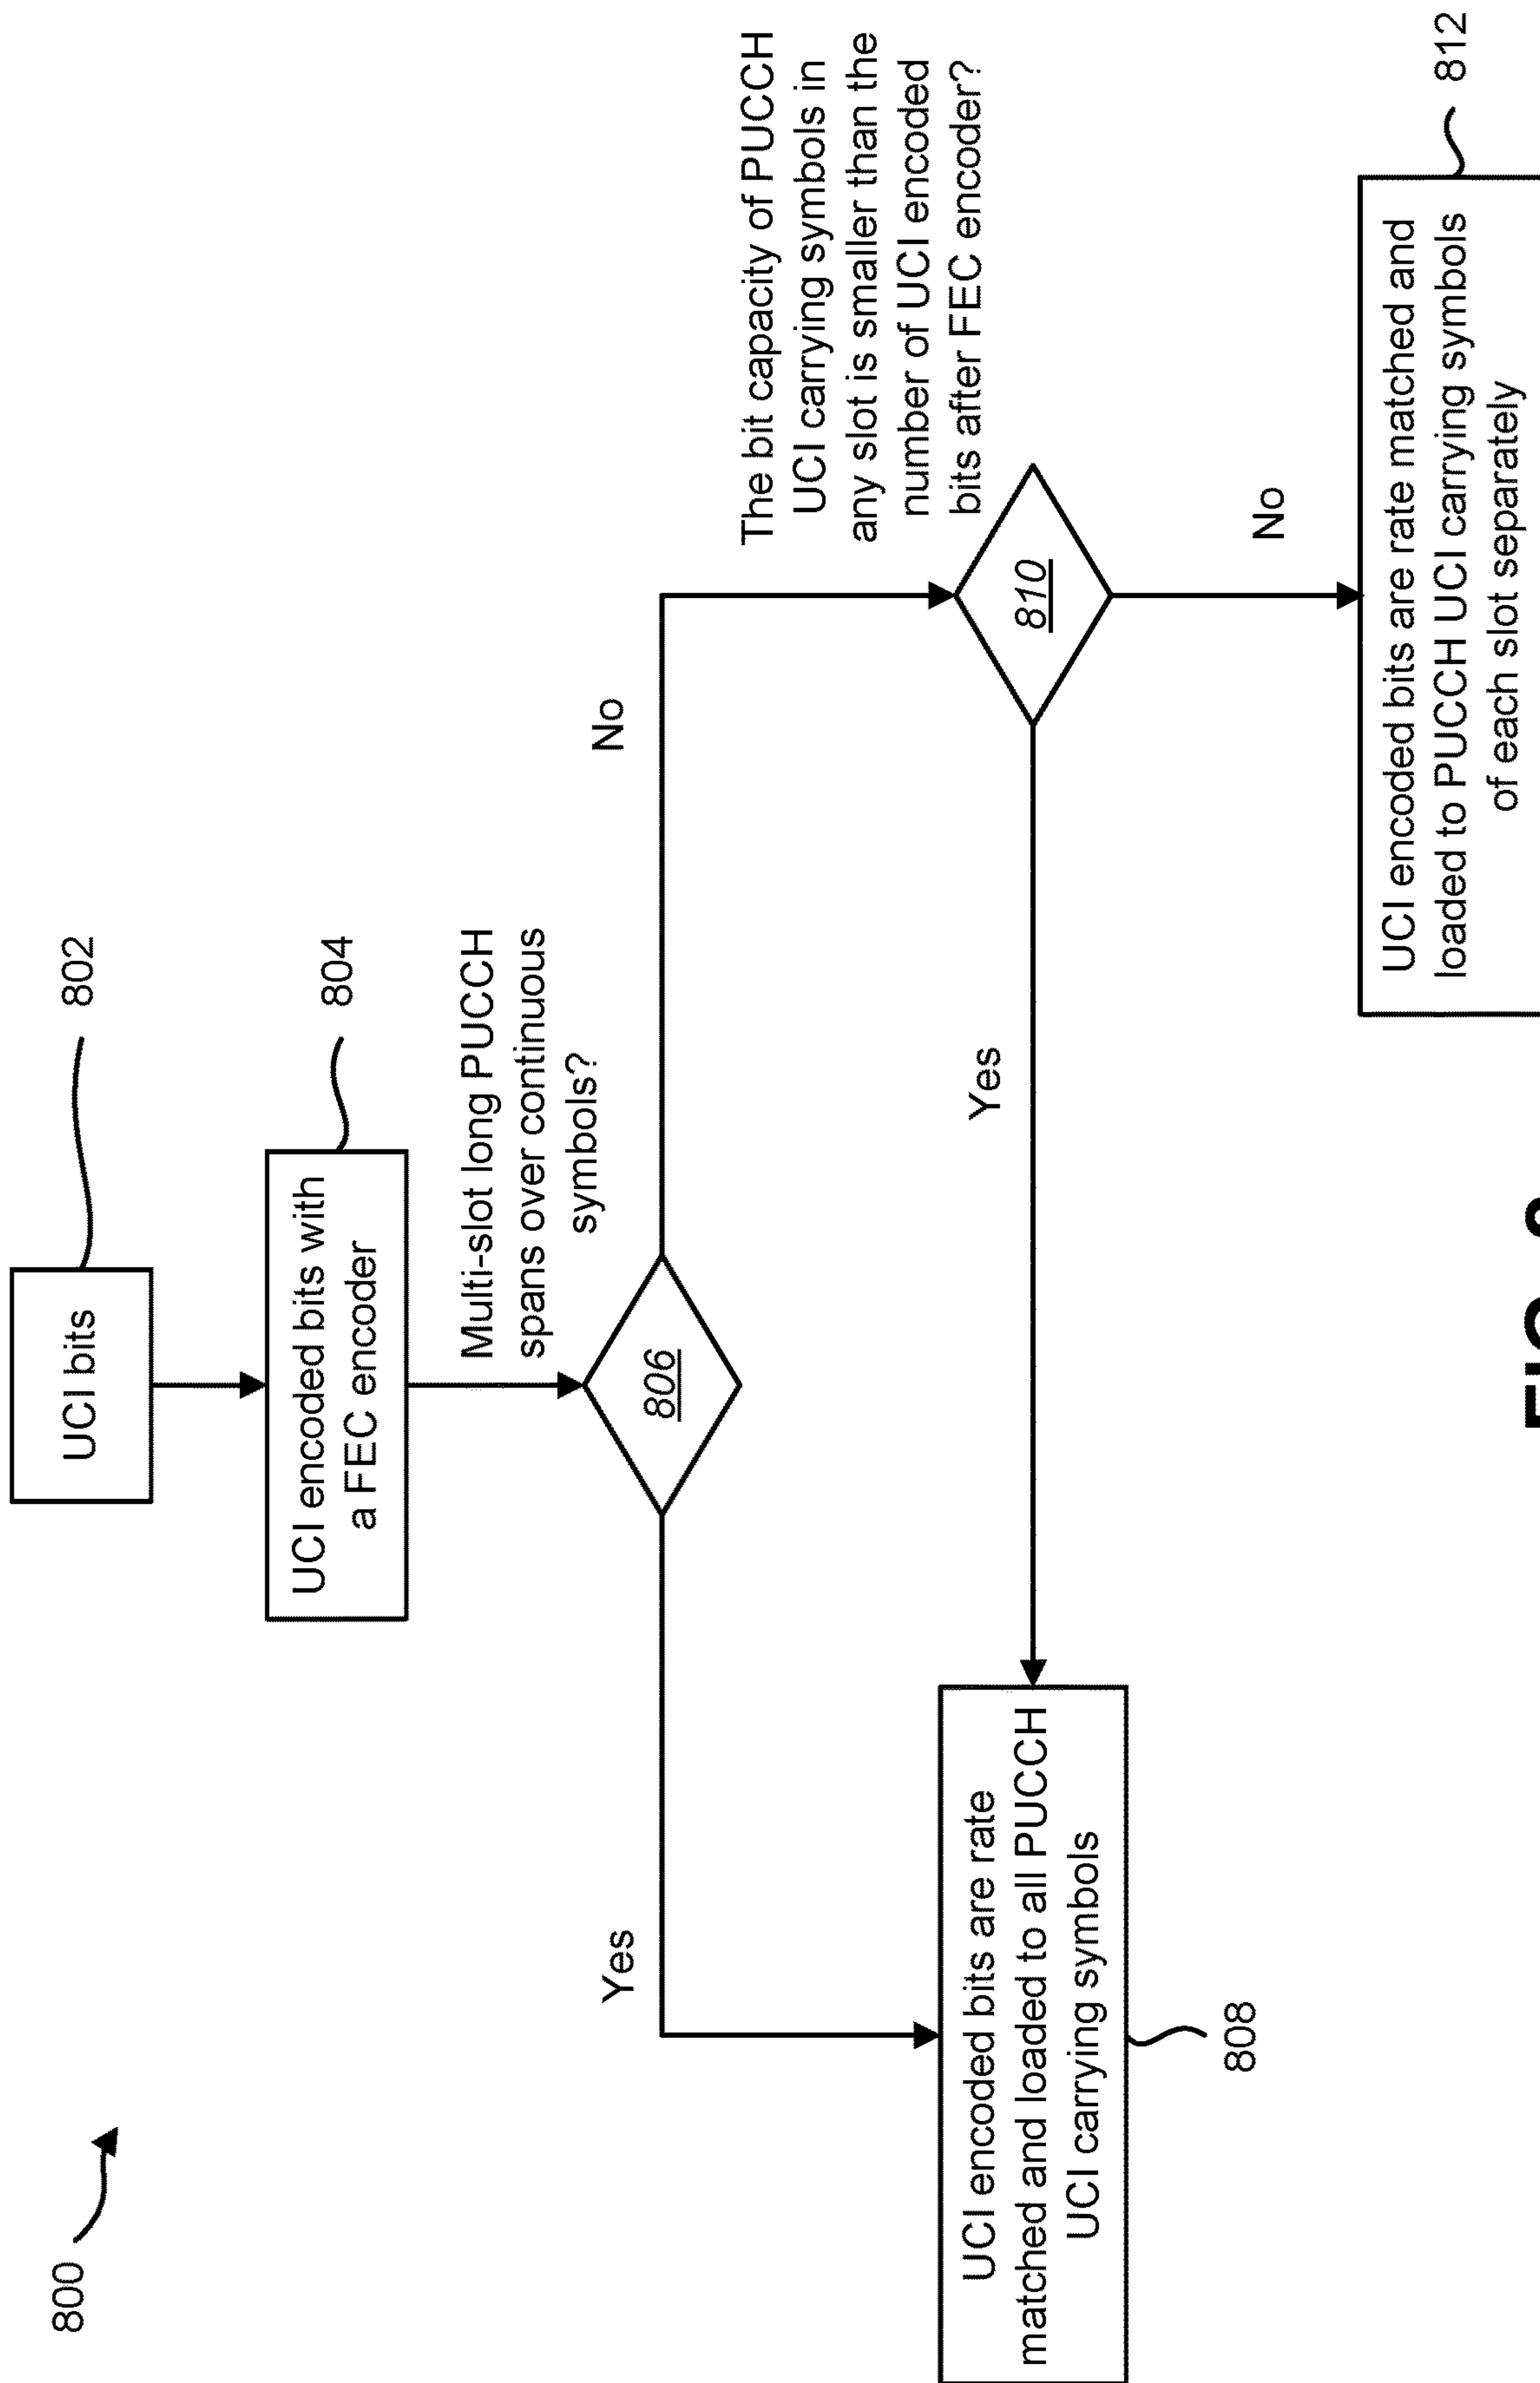 800
UCI bits
802
UCI encoded bits with
a FEC encoder
804
Multi-slot long PUCCH
spans over continuous
symbols?
806
Yes
No
The bit capacity of PUCCH
UCI carrying symbols in
any slot is smaller than the
number of UCI encoded
bits after FEC encoder?
810
Yes
No
UCI encoded bits are rate
matched and loaded to all PUCCH
UCI carrying symbols
808
UCI encoded bits are rate matched and
loaded to PUCCH UCI carrying symbols
of each slot separately
812